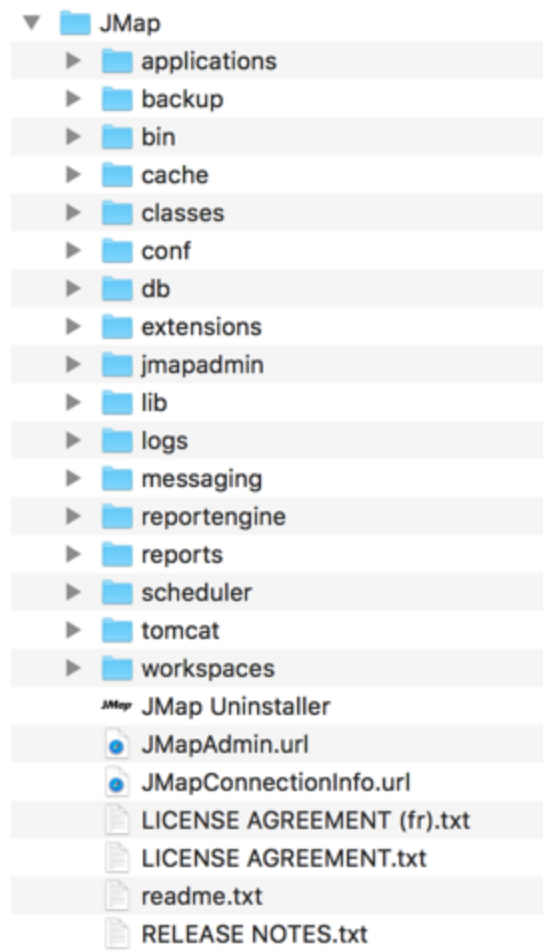 JMap
applications
backup
bin
cache
classes
conf
db
extensions
jmapadmin
lib
logs
messaging
reportengine
reports
scheduler
tomcat
workspaces
JMap JMap Uninstaller
JMapAdmin.url
JMapConnectionInfo.url
LICENSE AGREEMENT (fr).txt
LICENSE AGREEMENT.txt
readme.txt
RELEASE NOTES.txt